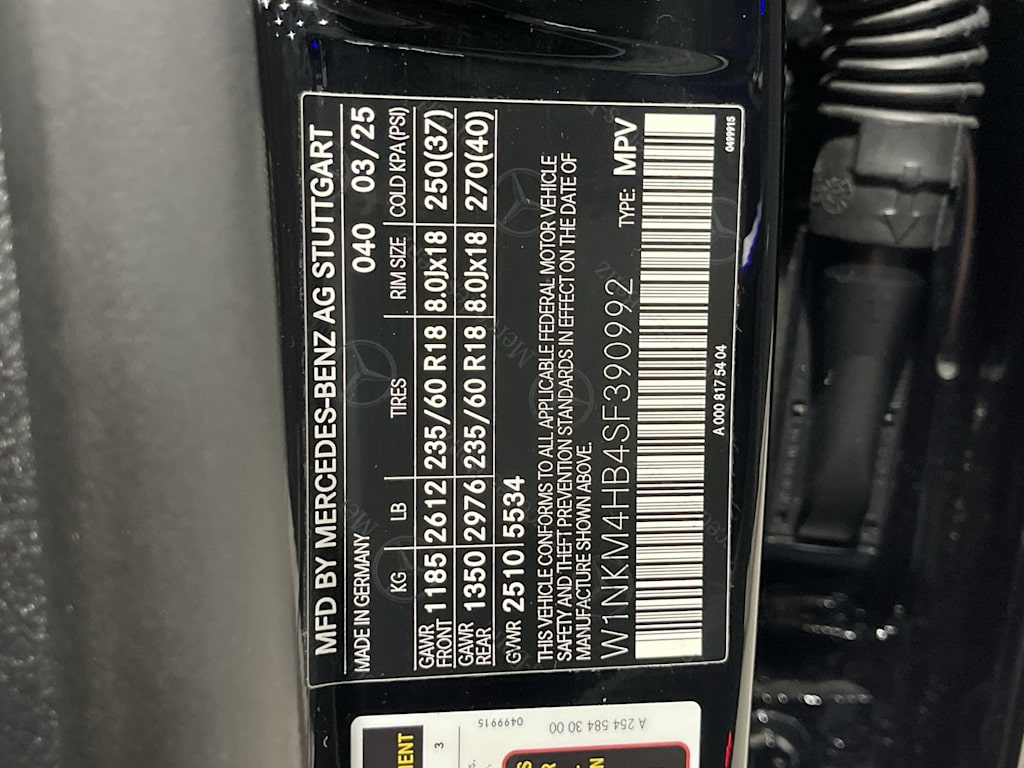 MFD BY MERCEDES-BENZ AG STUTTGART
MADE IN GERMANY 040 03/25
KG LB TIRES RIM SIZE COLD KPA(PSI)
GAWR FRONT 1185 2612 235/60 R18 8.0Jx18 250(37)
GAWR REAR 1350 2976 235/60 R18 8.0Jx18 270(40)
GVWR 2510 5534
THIS VEHICLE CONFORMS TO ALL APPLICABLE FEDERAL MOTOR VEHICLE
SAFETY AND THEFT PREVENTION STANDARDS IN EFFECT ON THE DATE OF
MANUFACTURE SHOWN ABOVE.
W1NKM4HB4SF390992 TYPE: MPV
A 000 817 54 04 0499915
A 254 584 30 00
0499915
3